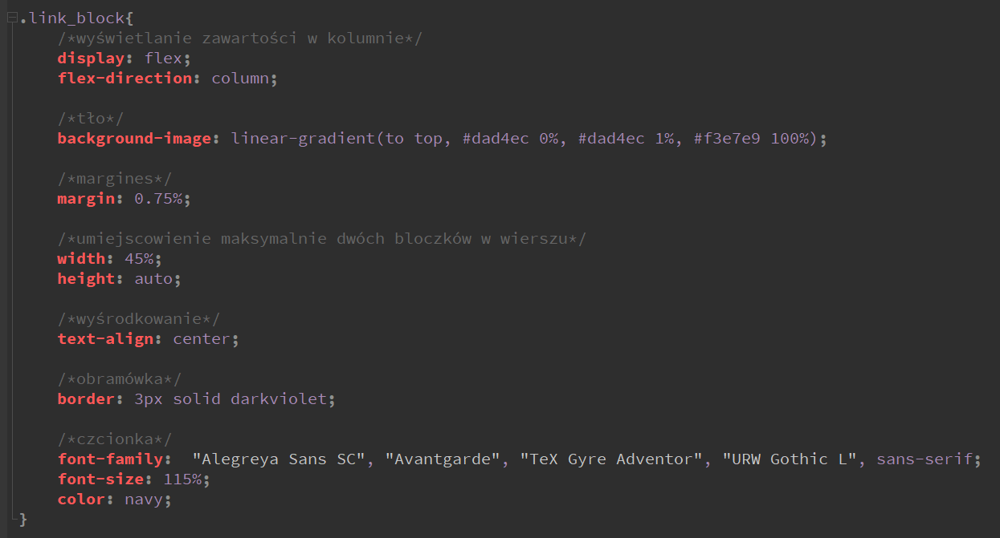 .link_block{
/*wyświetlanie zawartości w kolumnie*/
display: flex;
flex-direction: column;
/*tło*/
background-image: linear-gradient(to top, #dad4ec 0%, #dad4ec 1%, #f3e7e9 100%);
/*margines*/
margin: 0.75%;
/*umiejscowienie maksymalnie dwóch bloczków w wierszu*/
width: 45%;
height: auto;
/*wyśrodkowanie*/
text-align: center;
/*obramówka*/
border: 3px solid darkviolet;
/*czcionka*/
font-family:  "Alegreya Sans SC", "Avantgarde", "TeX Gyre Adventor", "URW Gothic L", sans-serif;
font-size: 115%;
color: navy;
}